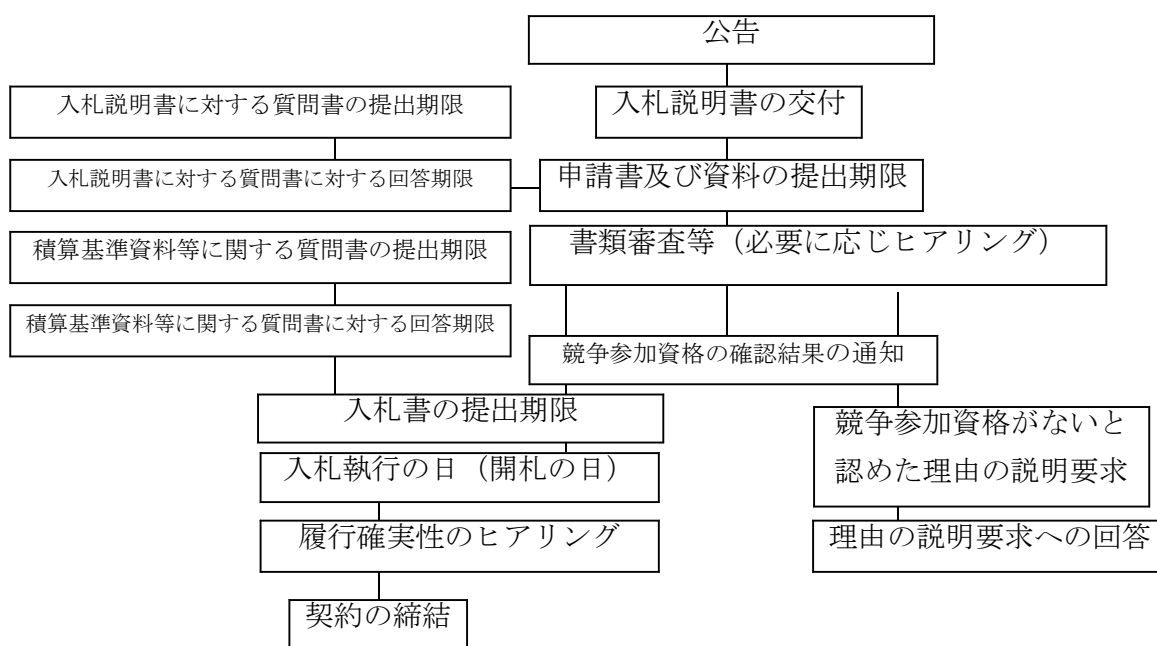 公告
入札説明書に対する質問書の提出期限
入札説明書の交付
入札説明書に対する質問書に対する回答期限
申請書及び資料の提出期限
積算基準資料等に関する質問書の提出期限
書類審査等（必要に応じヒアリング）
積算基準資料等に関する質問書に対する回答期限
競争参加資格の確認結果の通知
入札書の提出期限
競争参加資格がないと
認めた理由の説明要求
入札執行の日（開札の日）
履行確実性のヒアリング
理由の説明要求への回答
契約の締結